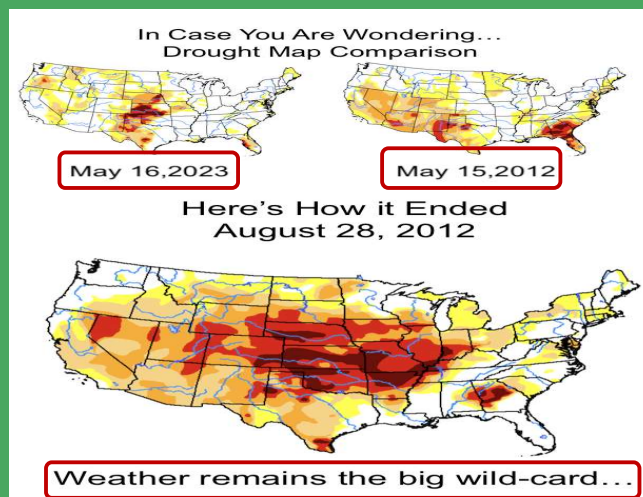 In Case You Are Wondering...
Drought Map Comparison
May 16,2023
May 15,2012
Here's How it Ended
August 28, 2012
Weather remains the big wild-card...